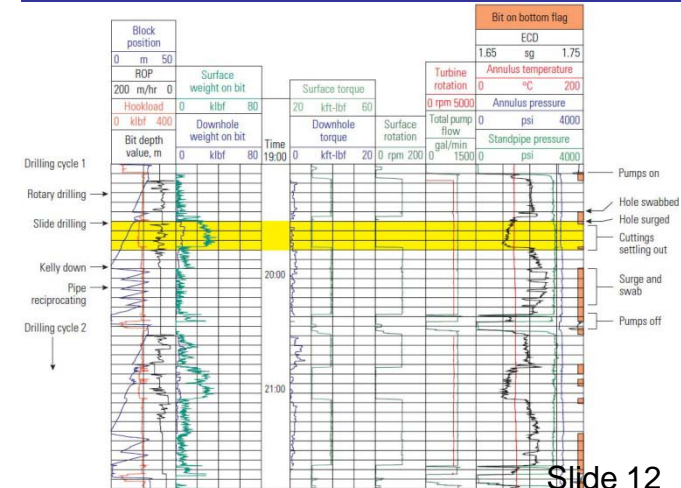 Bit on bottom flag
Block
position
0 m 50
ROP
200 m/hr 0
Hookload
0 klbf 400
Bit depth
value, m
Surface
weight on bit
0 klbf 80
Downhole
weight on bit
0 klbf 80
Time
19:00
Surface torque
20 kft-lbf 60
Downhole
torque
0 kft-lbf 20
Surface
rotation
0 rpm 200
Turbine
rotation
0 rpm 5000
Total pump
flow
gal/min
0 1500
ECD
1.65 sg 1.75
Annulus temperature
0 ºC 200
Annulus pressure
0 psi 4000
Standpipe pressure
0 psi 4000
Drilling cycle 1
Rotary drilling
Slide drilling
Kelly down
Pipe
reciprocating
Drilling cycle 2
20:00
21:00
Pumps on
Hole swabbed
Hole surged
Cuttings
settling out
Surge and
swab
Pumps off
Slide 12